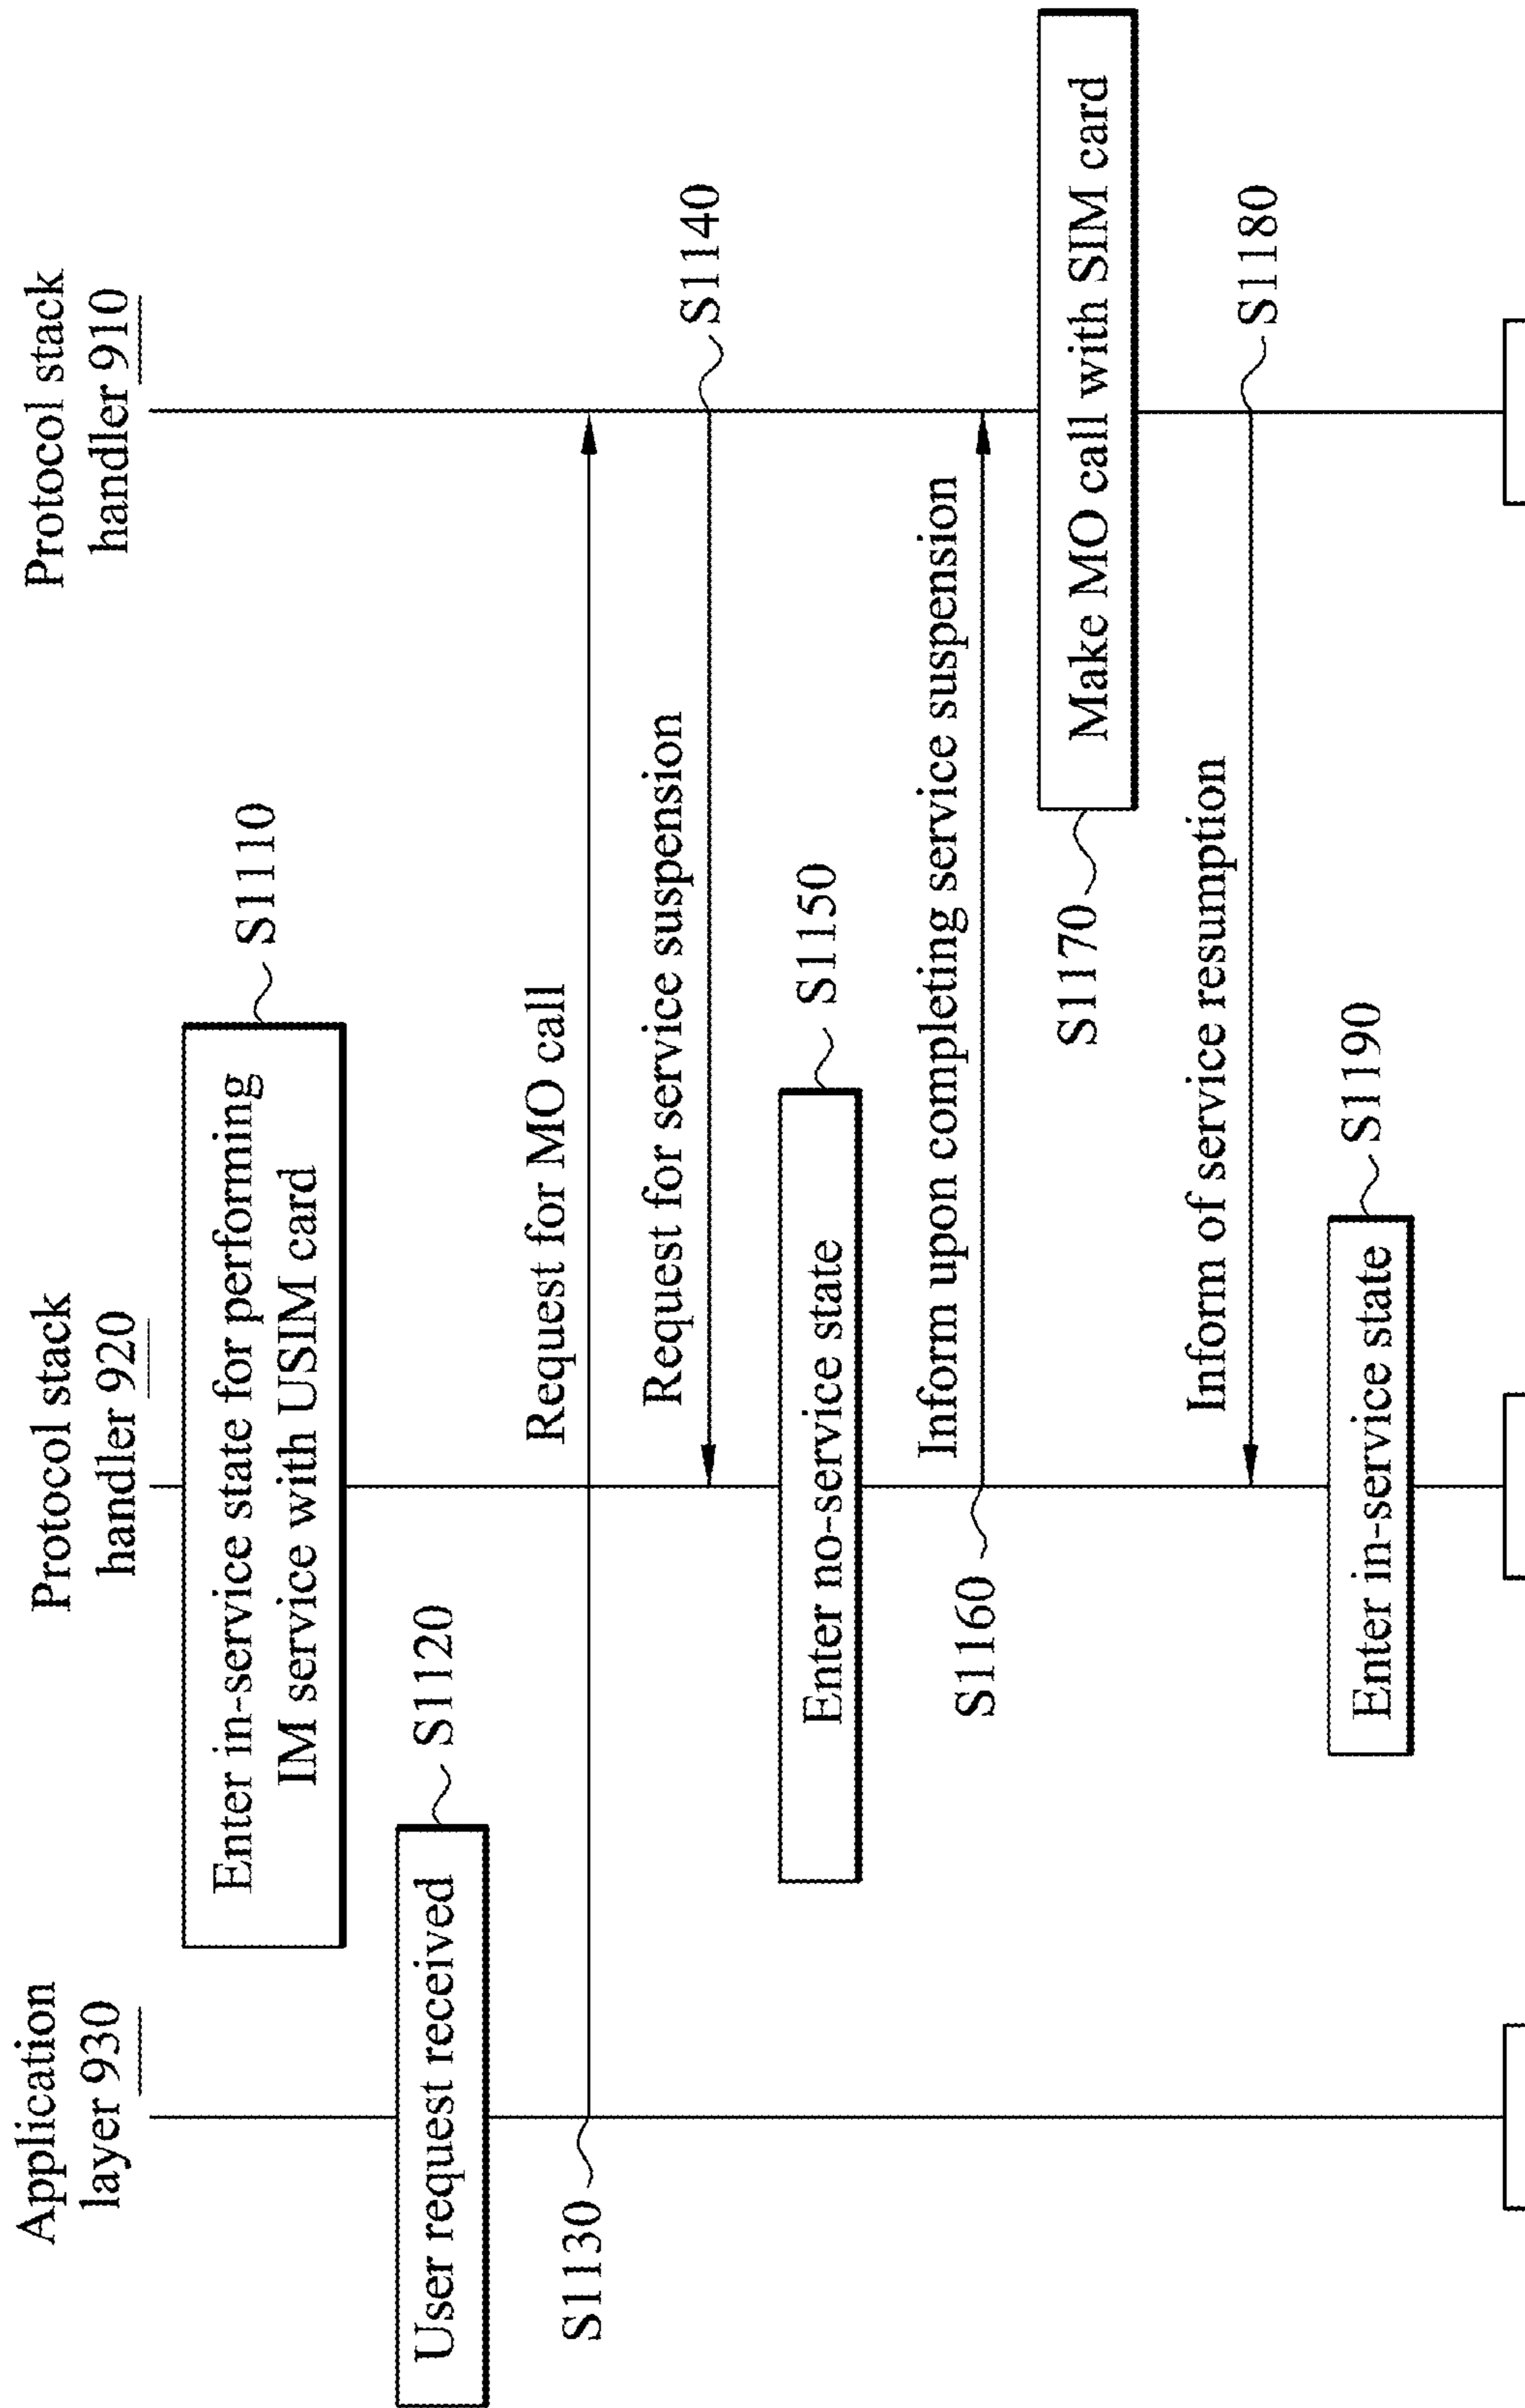 Application
layer 930
Protocol stack
handler 920
Protocol stack
handler 910
Enter in-service state for performing
IM service with USIM card
S1110
User request received
S1120
Request for MO call
S1130
Request for service suspension
S1140
Enter no-service state
S1150
Inform upon completing service suspension
S1160
Make MO call with SIM card
S1170
Inform of service resumption
S1180
Enter in-service state
S1190